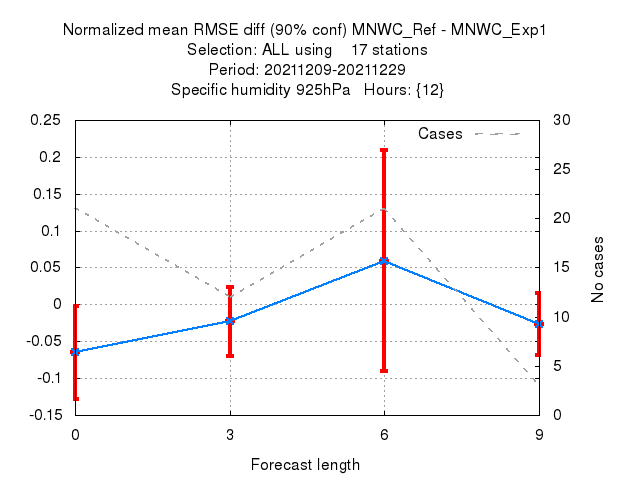 Normalized mean RMSE diff (90% conf) MNWC_Ref - MNWC_Exp1
Selection: ALL using    17 stations
Period: 20211209-20211229
Specific humidity 925hPa   Hours: {12}
Cases
0.25
0.2
0.15
0.1
0.05
0
-0.05
-0.1
-0.15
30
25
20
15
10
5
0
No cases
0 3 6 9
Forecast length